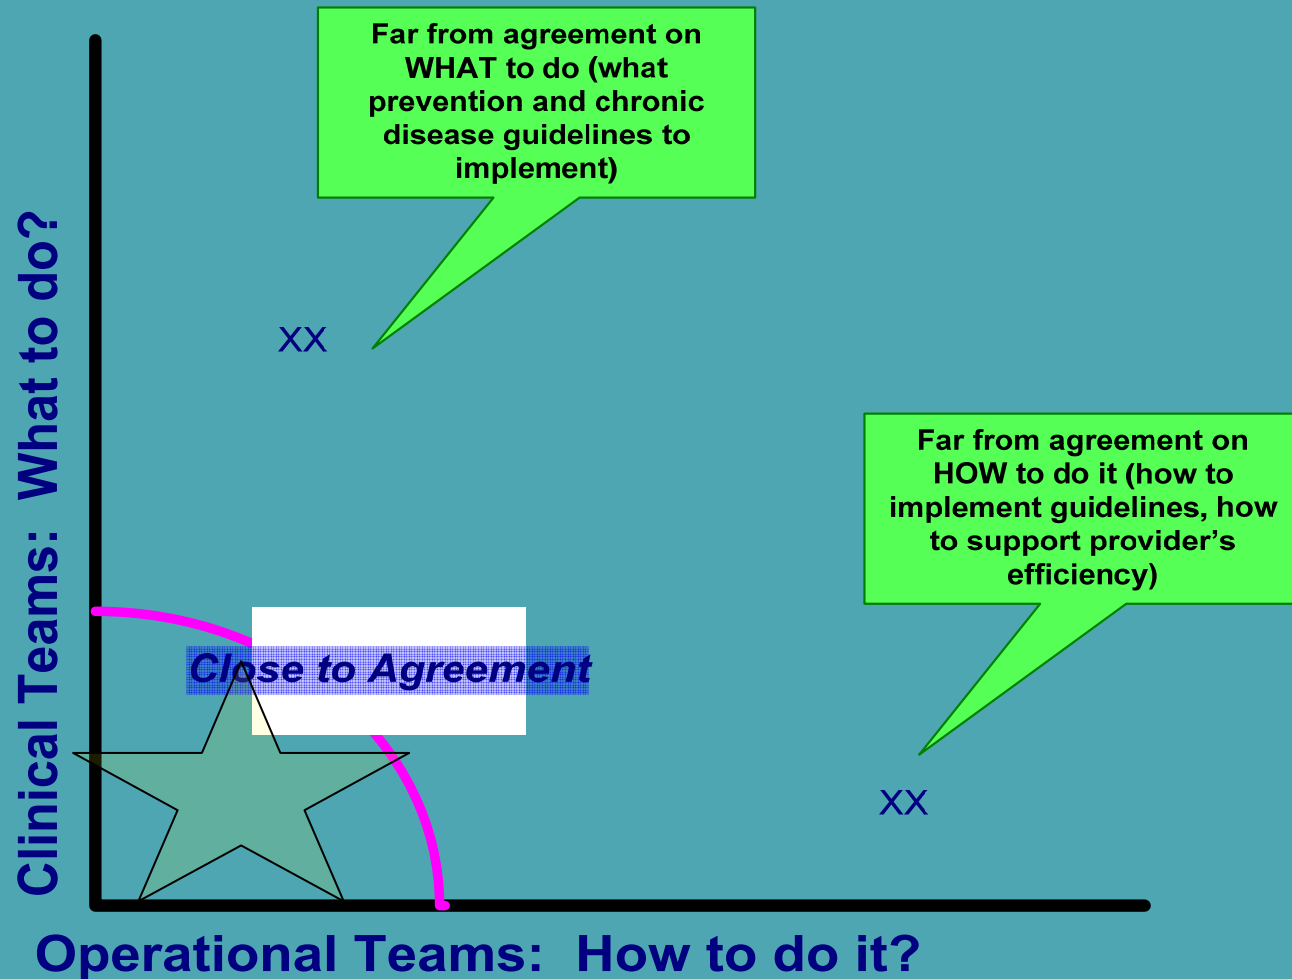 Far from agreement on
WHAT to do (what
prevention and chronic
disease guidelines to
implement)
Clinical Teams:  What to do?
XX
Far from agreement on
HOW to do it (how to
implement guidelines, how
to support provider’s
efficiency)
Close to Agreement
XX
Operational Teams:  How to do it?